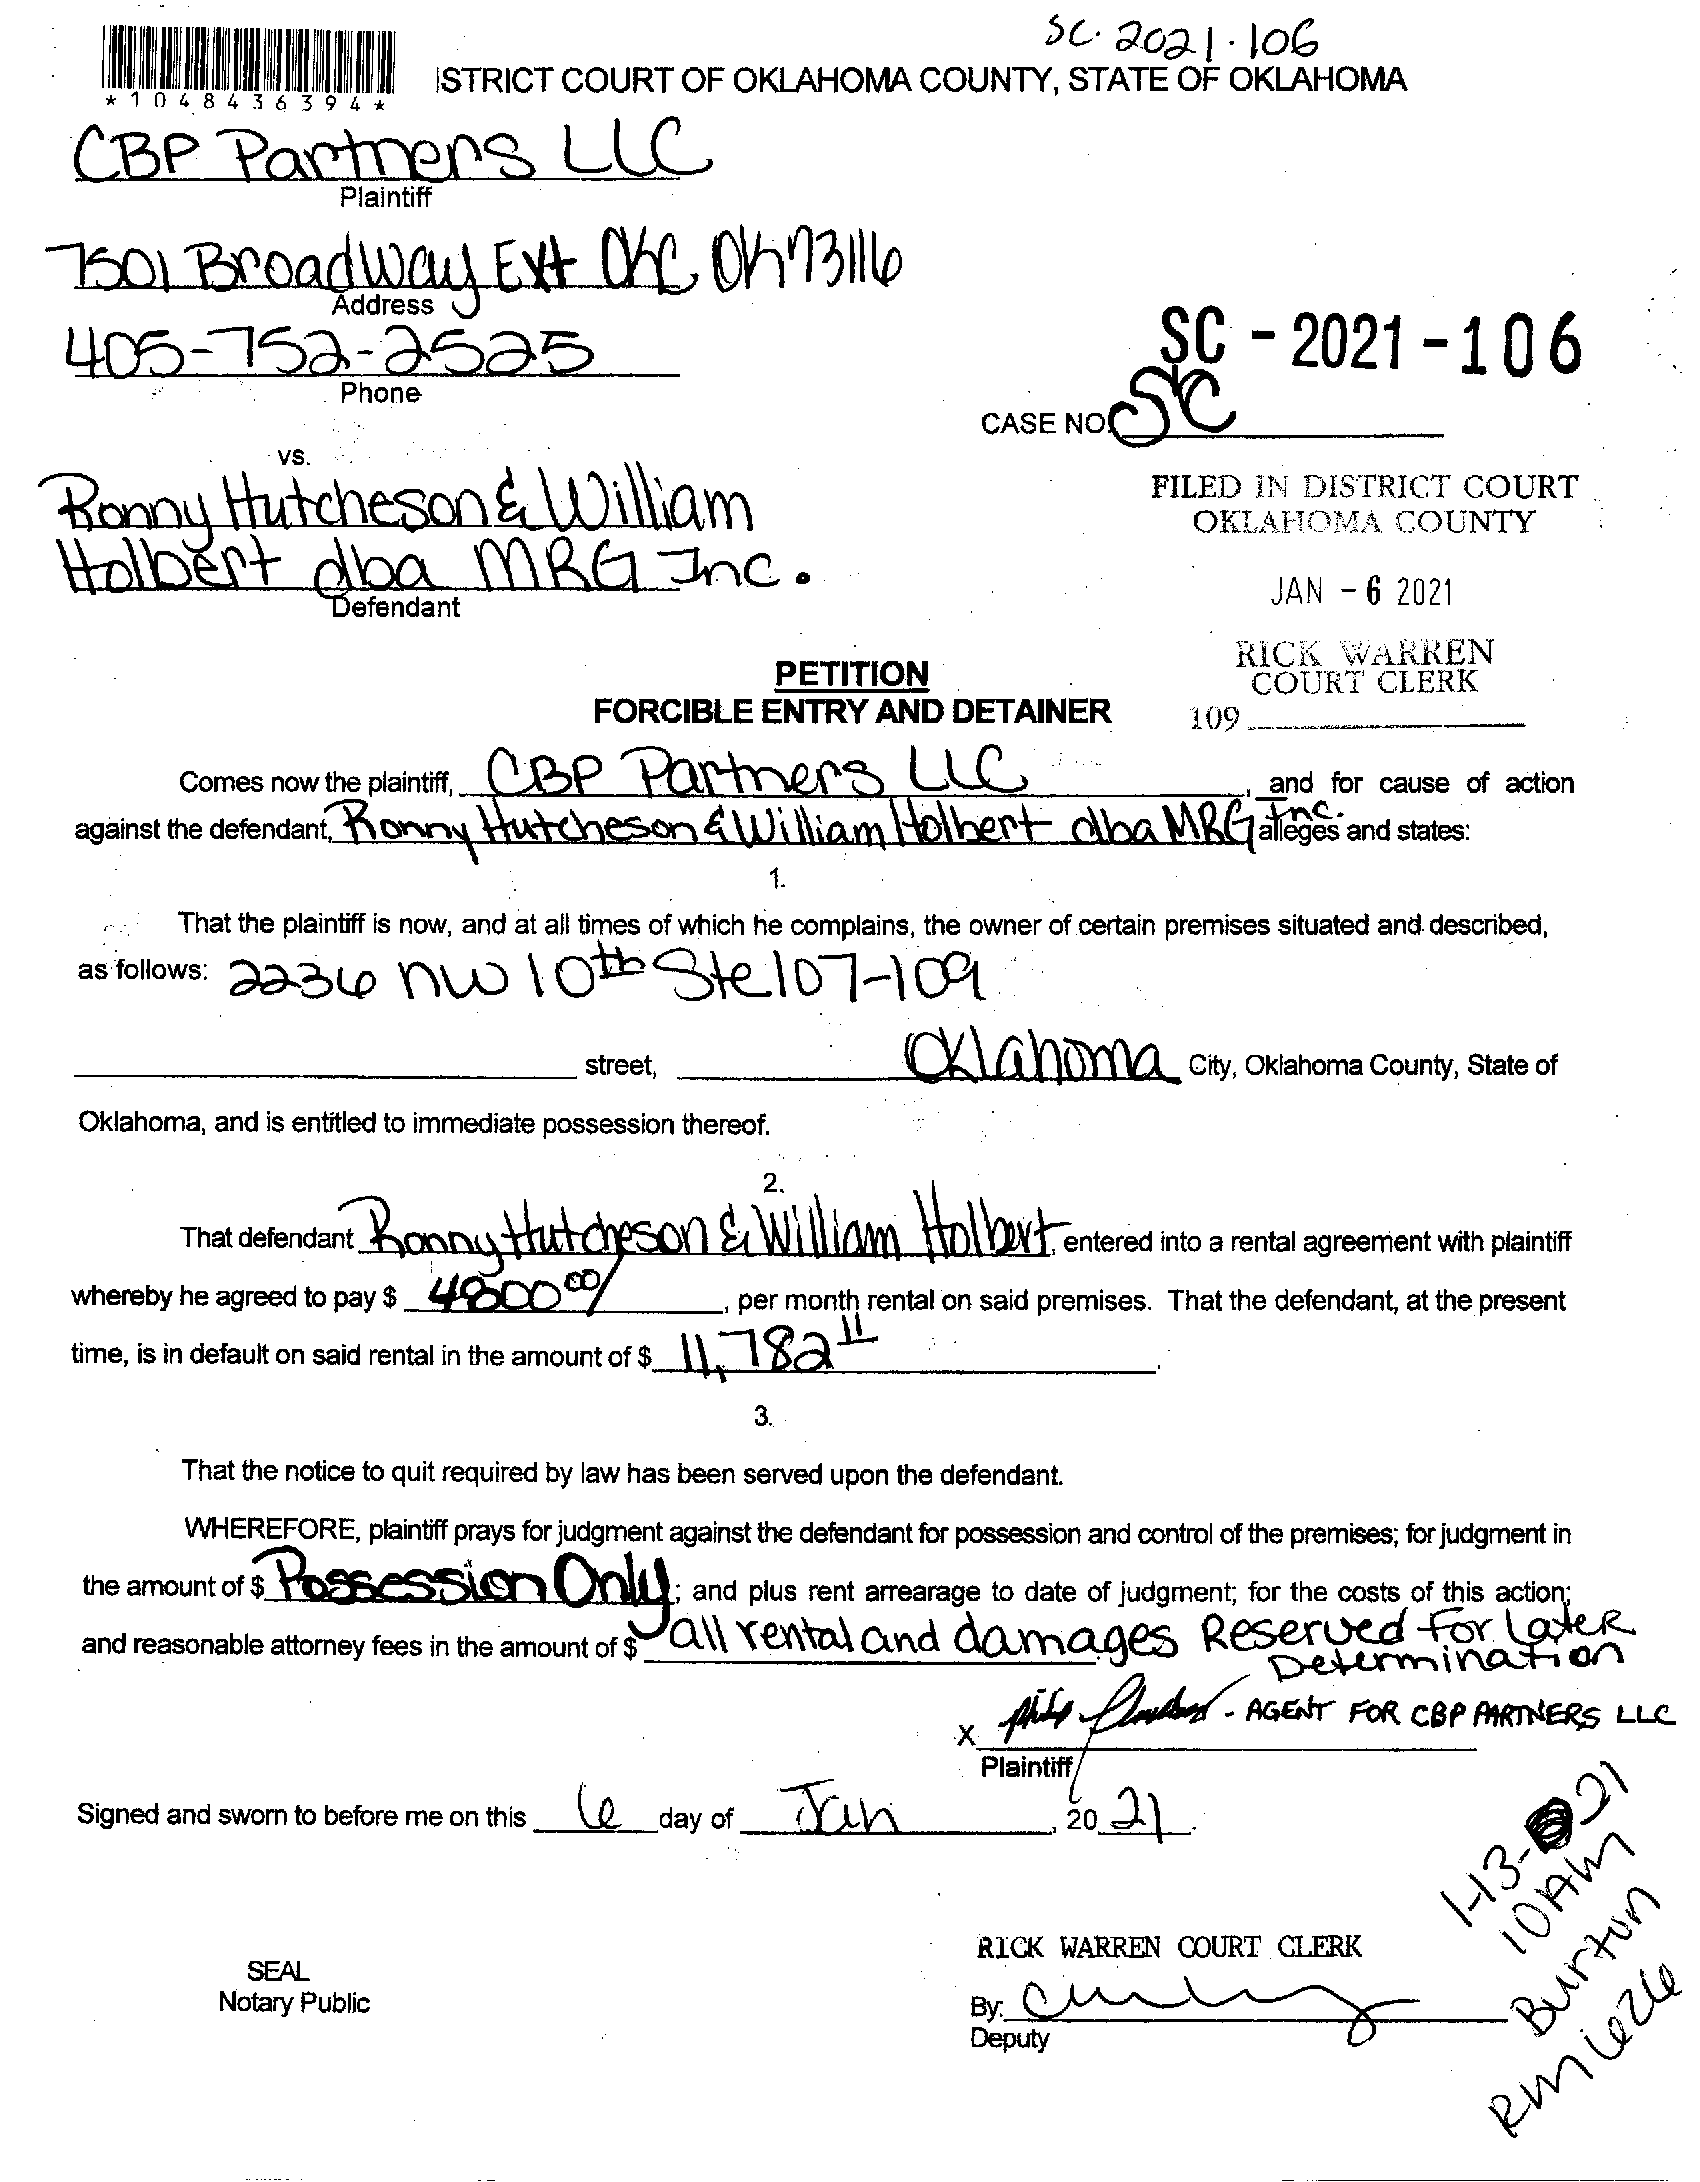 SC. 2021.106
ISTRICT COURT OF OKLAHOMA COUNTY, STATE OF OKLAHOMA
*1048436394*
CBP Partners LLC
Plaintiff
7501 Broadway Ext OKC OK 73116
Address
405-752-2525
Phone
SC - 2021 - 106
CASE NO. SC
vs.
Ronny Hutcheson & William
Holbert dba MRG Inc.
Defendant
FILED IN DISTRICT COURT
OKLAHOMA COUNTY
JAN - 6 2021
RICK WARREN
COURT CLERK
109
PETITION
FORCIBLE ENTRY AND DETAINER
Comes now the plaintiff, CBP Partners LLC, and for cause of action
against the defendant, Ronny Hutcheson & William Holbert dba MRG Inc. alleges and states:
1.
That the plaintiff is now, and at all times of which he complains, the owner of certain premises situated and described,
as follows: 2236 NW 10th Ste 107-109
street, Oklahoma City, Oklahoma County, State of
Oklahoma, and is entitled to immediate possession thereof.
2.
That defendant Ronny Hutcheson & William Holbert, entered into a rental agreement with plaintiff
whereby he agreed to pay $ 4800 00/, per month rental on said premises. That the defendant, at the present
time, is in default on said rental in the amount of $ 11,782 11.
3.
That the notice to quit required by law has been served upon the defendant.
WHEREFORE, plaintiff prays for judgment against the defendant for possession and control of the premises; for judgment in
the amount of $ Possession Only; and plus rent arrearage to date of judgment; for the costs of this action;
and reasonable attorney fees in the amount of $ all rental and damages Reserved For Later
Determination
X - AGENT FOR CBP PARTNERS LLC
Plaintiff
Signed and sworn to before me on this 6 day of Jan, 20 21.
1-13-21
10AM
Burton
RM 626
SEAL
Notary Public
RICK WARREN COURT CLERK
By:
Deputy